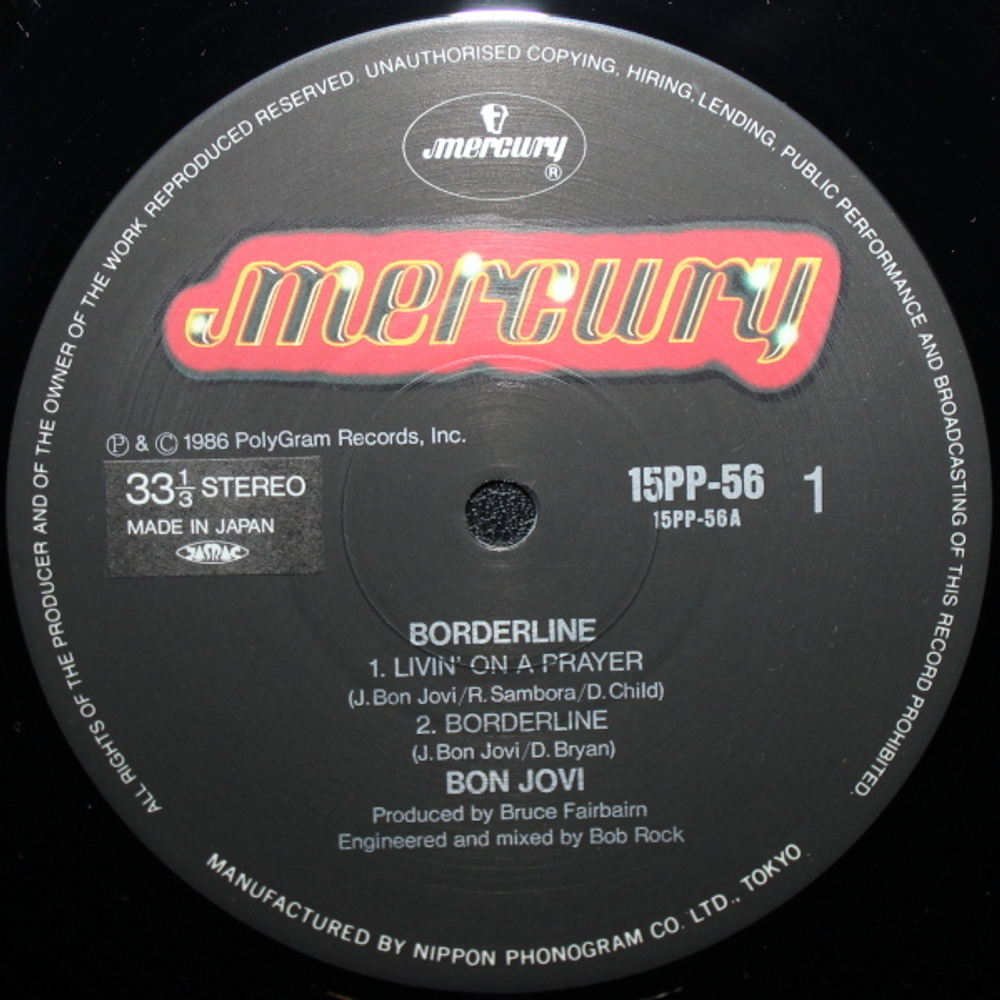 ALL RIGHTS OF THE PRODUCER AND OF THE OWNER OF THE WORK REPRODUCED RESERVED. UNAUTHORISED COPYING, HIRING, LENDING, PUBLIC PERFORMANCE AND BROADCASTING OF THIS RECORD PROHIBITED.
mercury
®
mercury
Ⓟ & © 1986 PolyGram Records, Inc.
33⅓ STEREO
MADE IN JAPAN
JASRAC
15PP-56 1
15PP-56A
BORDERLINE
1. LIVIN' ON A PRAYER
(J. Bon Jovi/R. Sambora/D. Child)
2. BORDERLINE
(J. Bon Jovi/D. Bryan)
BON JOVI
Produced by Bruce Fairbairn
Engineered and mixed by Bob Rock
MANUFACTURED BY NIPPON PHONOGRAM CO. LTD., TOKYO